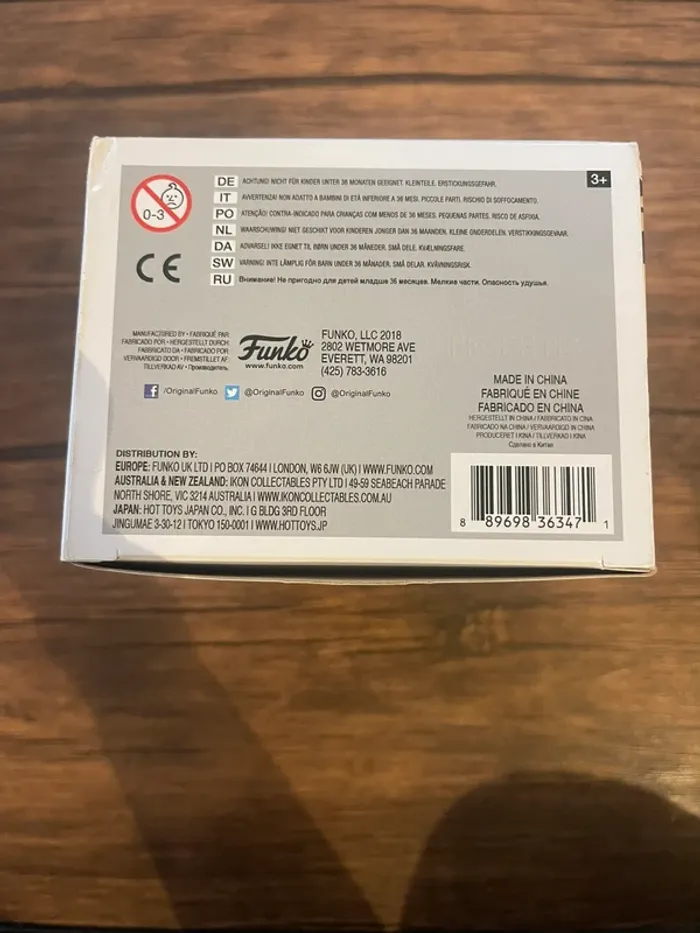 0-3
DE ACHTUNG! NICHT FÜR KINDER UNTER 36 MONATEN GEEIGNET. KLEINTEILE. ERSTICKUNGSGEFAHR.
IT AVVERTENZA! NON ADATTO A BAMBINI DI ETÀ INFERIORE A 36 MESI. PICCOLE PARTI. RISCHIO DI SOFFOCAMENTO.
PO ATENÇÃO! CONTRA-INDICADO PARA CRIANÇAS COM MENOS DE 36 MESES. PEQUENAS PARTES. RISCO DE ASFIXIA.
NL WAARSCHUWING! NIET GESCHIKT VOOR KINDEREN JONGER DAN 36 MAANDEN. KLEINE ONDERDELEN. VERSTIKKINGSGEVAAR.
DA ADVARSEL! IKKE EGNET TIL BØRN UNDER 36 MÅNEDER. SMÅ DELE. KVÆLNINGSFARE.
SW VARNING! INTE LÄMPLIG FÖR BARN UNDER 36 MÅNADER. SMÅ DELAR. KVÄVNINGSRISK.
RU Внимание! Не пригодно для детей младше 36 месяцев. Мелкие части. Опасность удушья.
3+
CE
MANUFACTURED BY • FABRIQUÉ PAR
FABRICADO POR • HERGESTELLT DURCH:
FABBRICATO DA • FABRICADO POR:
VERVAARDIGD DOOR • FREMSTILLET AF:
TILLVERKAD AV • Производитель:
Funko
www.funko.com
FUNKO, LLC 2018
2802 WETMORE AVE
EVERETT, WA 98201
(425) 783-3616
/OriginalFunko @OriginalFunko @OriginalFunko
MADE IN CHINA
FABRIQUÉ EN CHINE
FABRICADO EN CHINA
HERGESTELLT IN CHINA / FABBRICATO IN CINA
FABRICADO NA CHINA / VERVAARDIGD IN CHINA
PRODUCERET I KINA / TILLVERKAD I KINA
Сделано в Китае
DISTRIBUTION BY:
EUROPE: FUNKO UK LTD | PO BOX 74644 | LONDON, W6 6JW (UK) | WWW.FUNKO.COM
AUSTRALIA & NEW ZEALAND: IKON COLLECTABLES PTY LTD | 49-59 SEABEACH PARADE
NORTH SHORE, VIC 3214 AUSTRALIA | WWW.IKONCOLLECTABLES.COM.AU
JAPAN: HOT TOYS JAPAN CO., INC. | G BLDG 3RD FLOOR
JINGUMAE 3-30-12 | TOKYO 150-0001 | WWW.HOTTOYS.JP
8 89698 36347 1